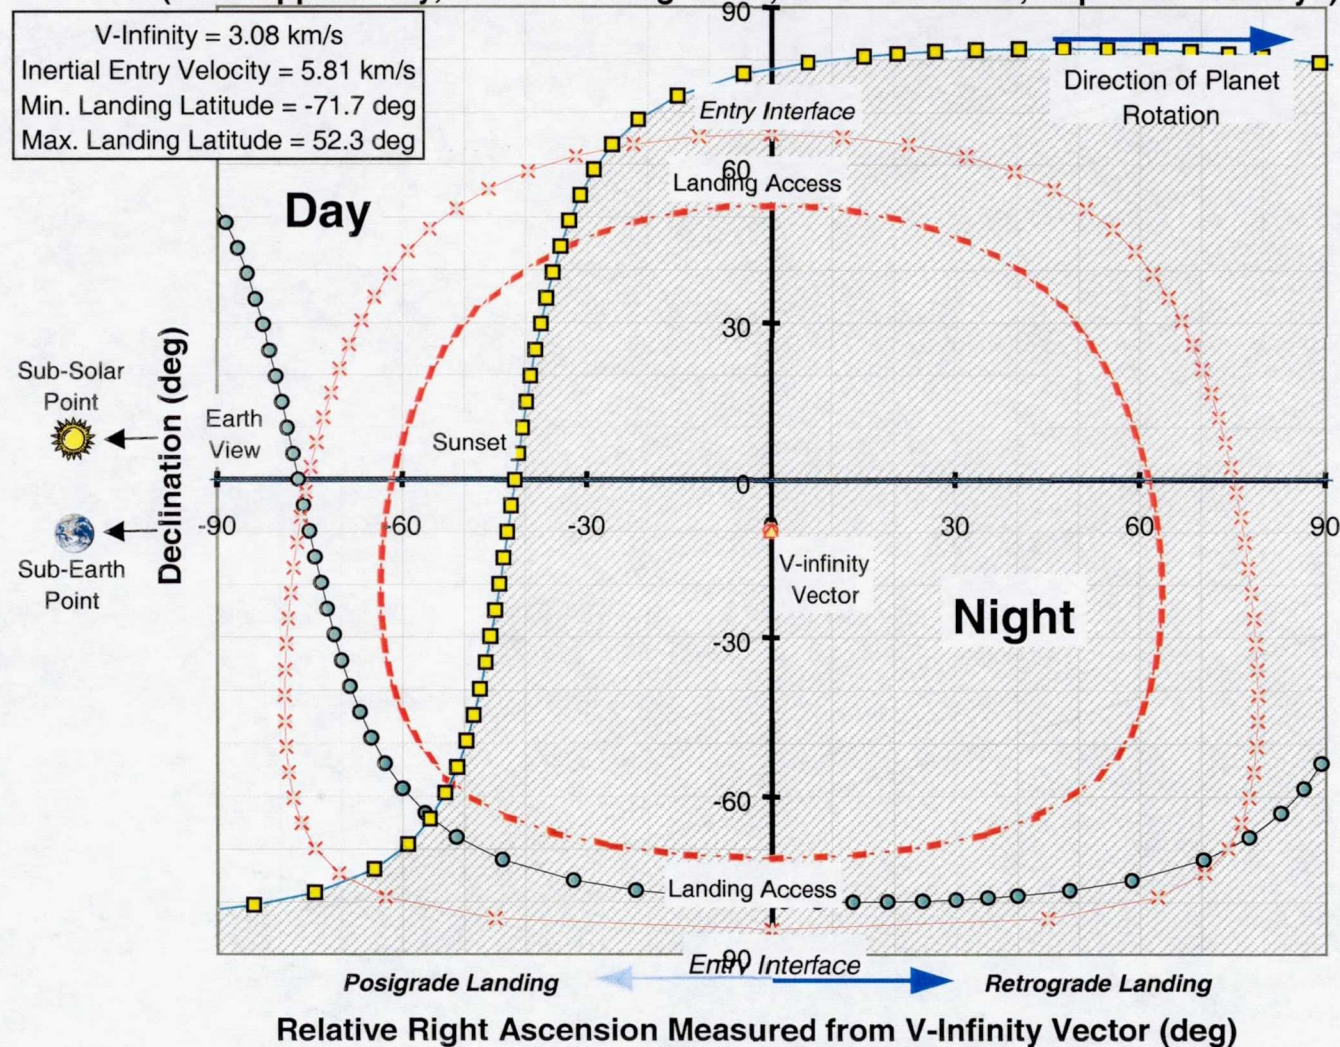 V-Infinity = 3.08 km/s
Inertial Entry Velocity = 5.81 km/s
Min. Landing Latitude = -71.7 deg
Max. Landing Latitude = 52.3 deg
90
Direction of Planet
Rotation
Entry Interface
60
Landing Access
Day
30
Sub-Solar
Point
Declination (deg)
Earth
View
Sunset
0
-90
-60
-30
30
60
90
Sub-Earth
Point
V-infinity
Vector
Night
-30
-60
Landing Access
-90
Entry Interface
Posigrade Landing
Retrograde Landing
Relative Right Ascension Measured from V-Infinity Vector (deg)